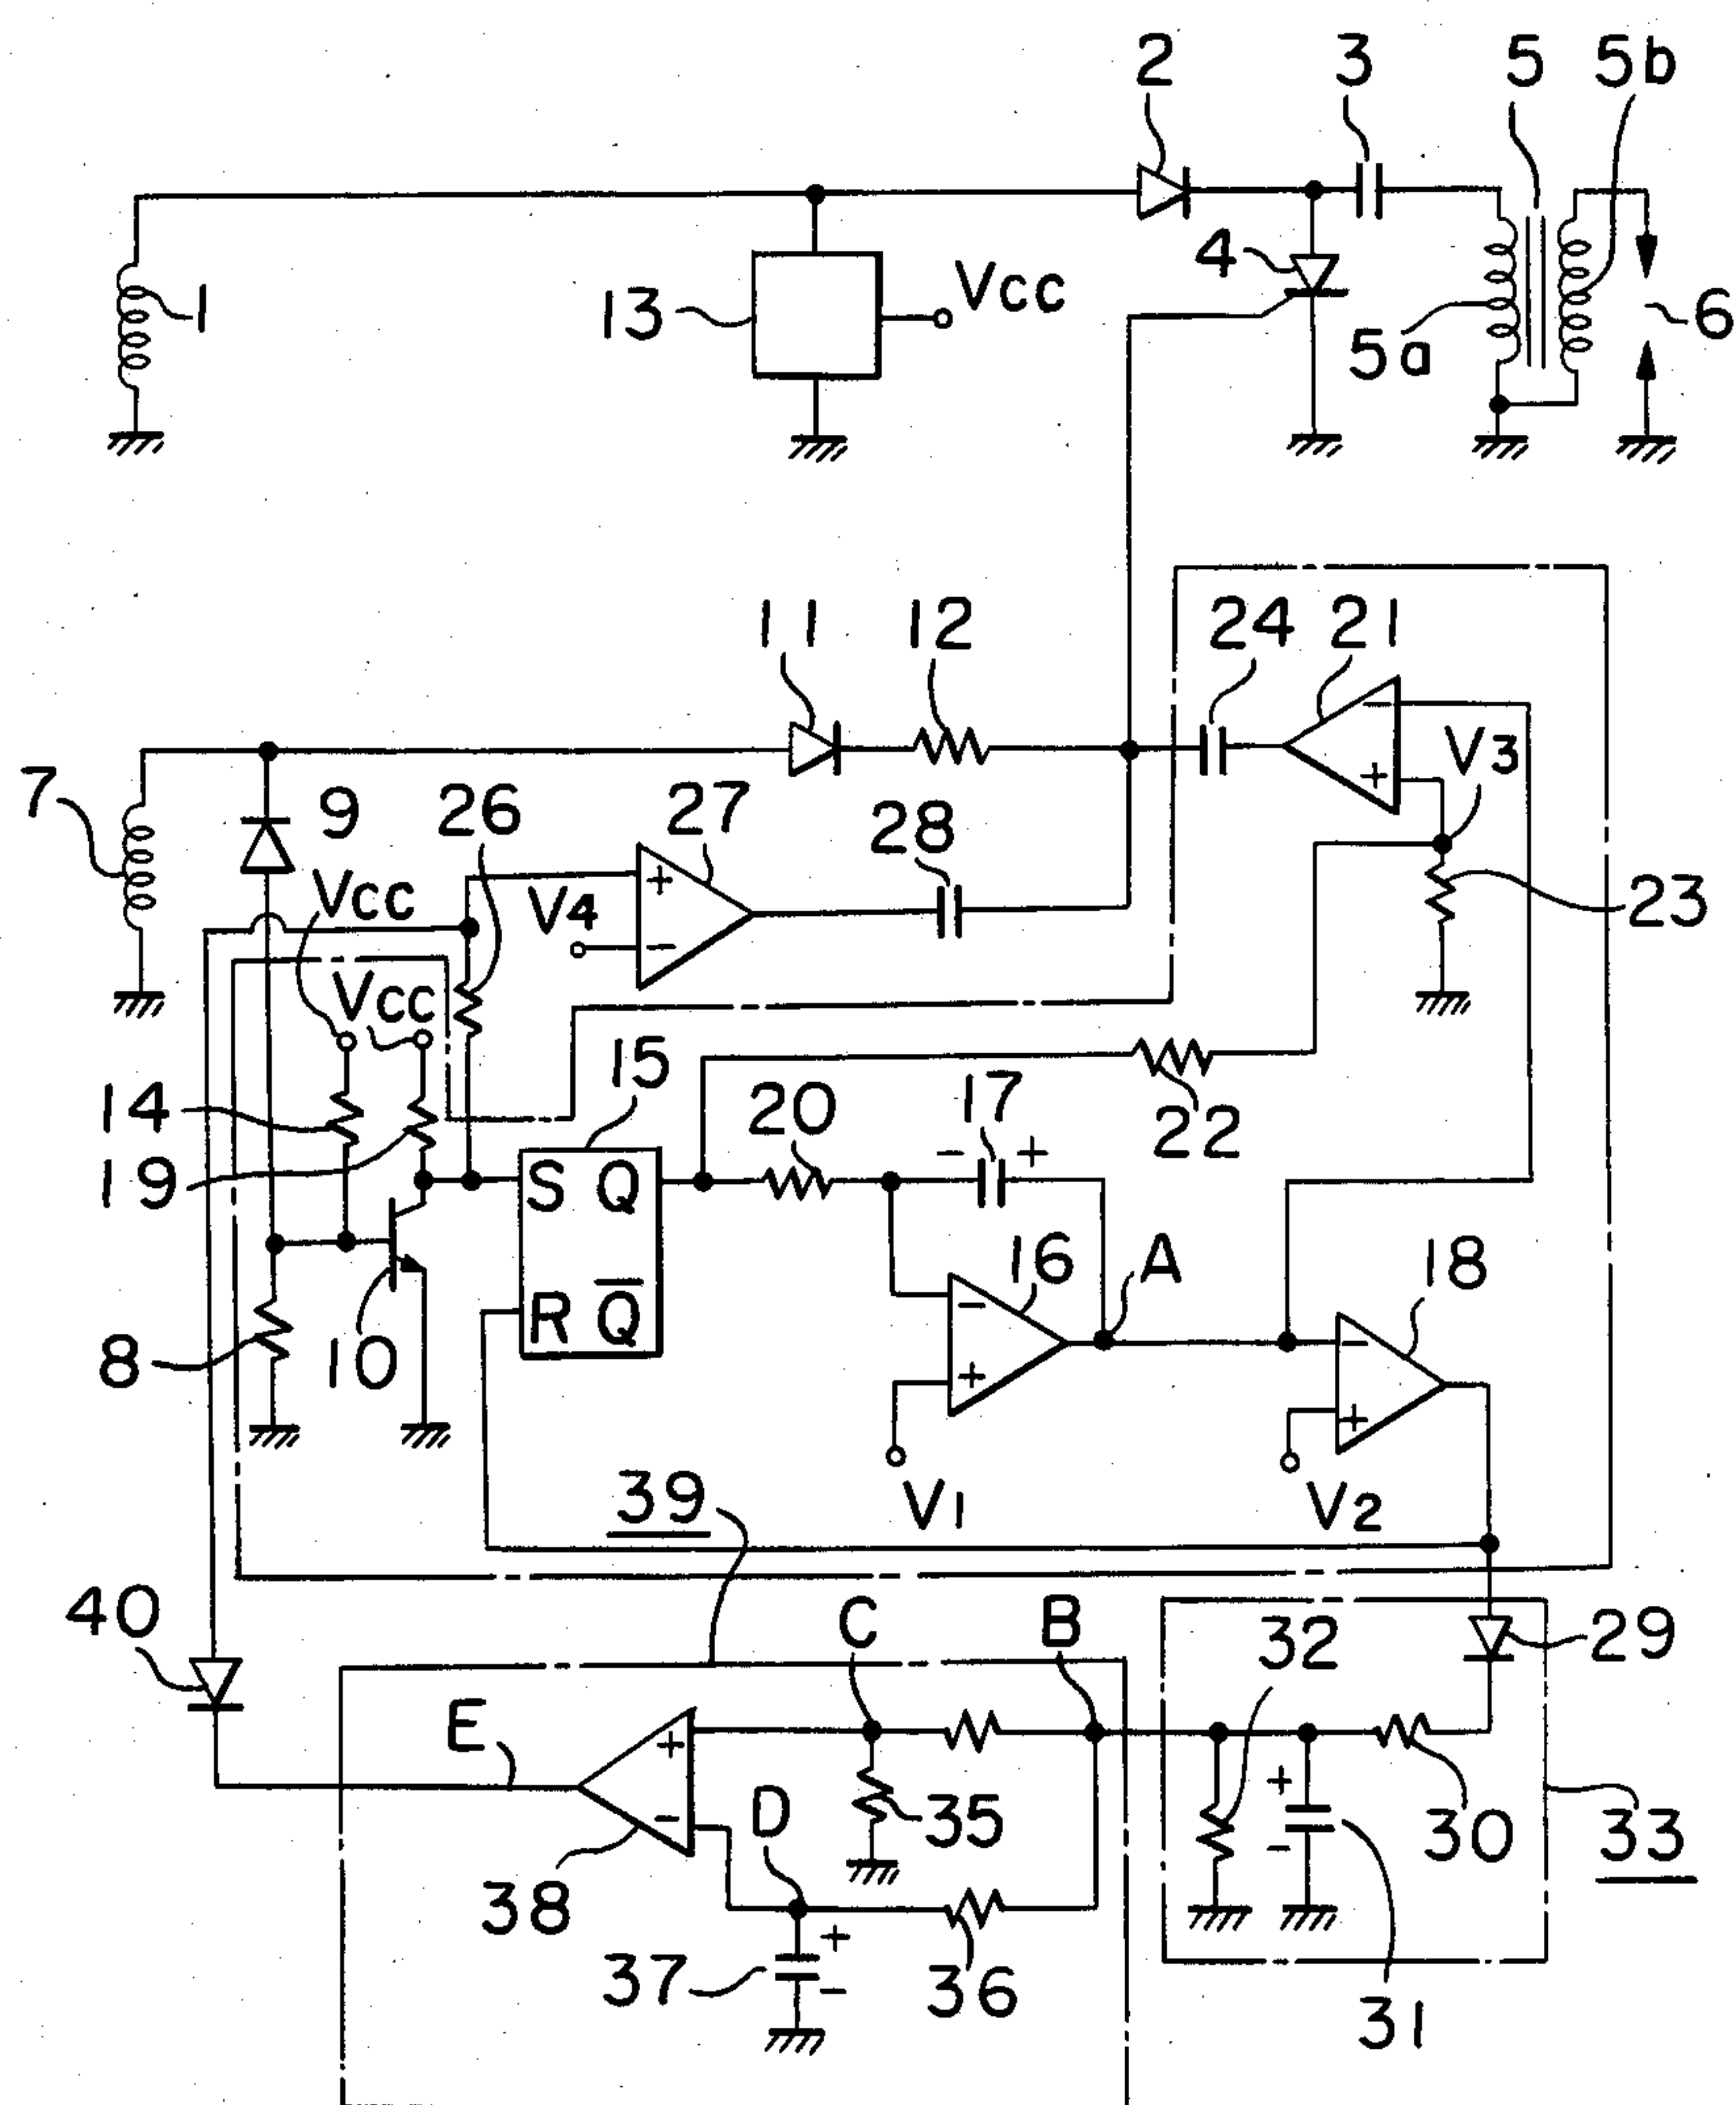 2 3 5 5b
1 13 Vcc 4 5a 6
11 12 24 21
7 9 26 27 28 V3
+ − − +
Vcc V4 23
Vcc
14 15 20 17 22
19 − +
S Q
R Q̅
8 10 16 A 18
− + − +
39 V1 V2
40 C B 32 29
E + − D 35 + − 30 33
38 + −
37 36 31